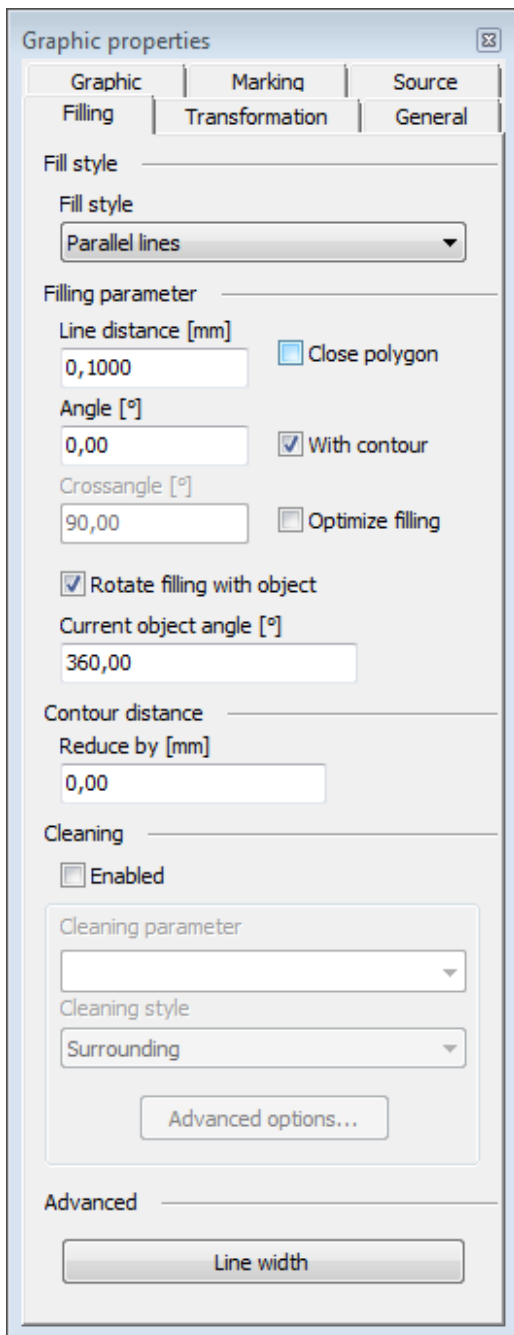 Graphic properties
Graphic Marking Source
Filling Transformation General
Fill style
Fill style
Parallel lines
Filling parameter
Line distance [mm]
0,1000
Close polygon
Angle [°]
0,00
With contour
Crossangle [°]
90,00
Optimize filling
Rotate filling with object
Current object angle [°]
360,00
Contour distance
Reduce by [mm]
0,00
Cleaning
Enabled
Cleaning parameter
Cleaning style
Surrounding
Advanced options...
Advanced
Line width